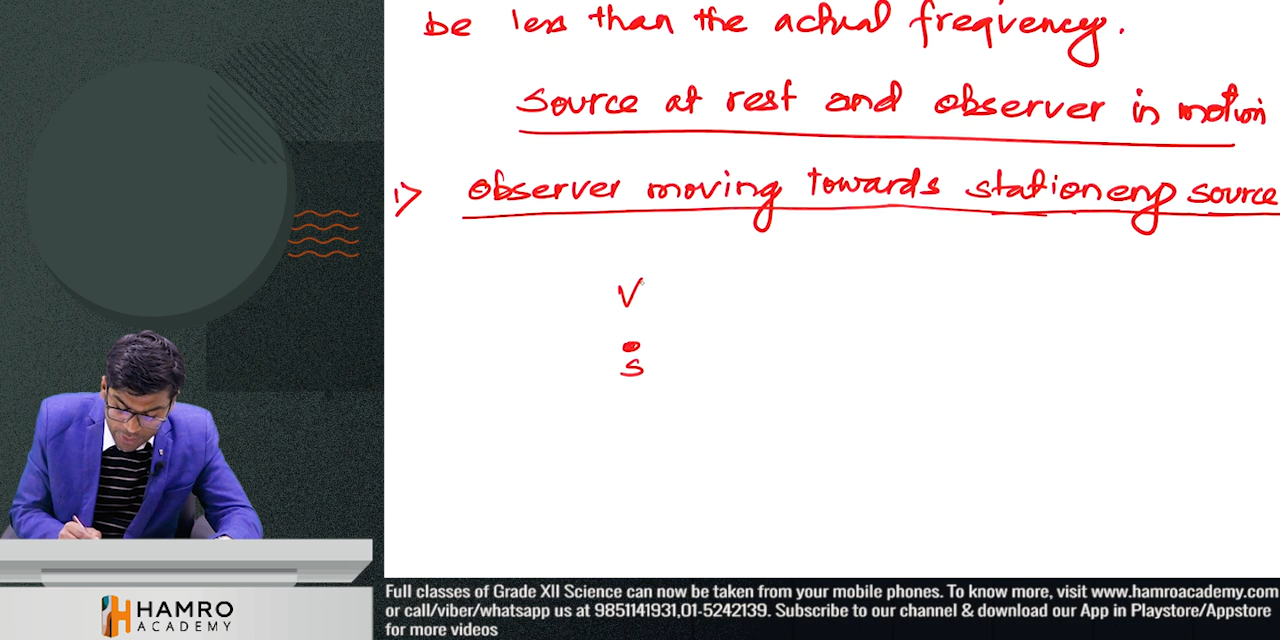 be less than the actual frequency.
Source at rest and observer in motion
1> observer moving towards stationery source
V
S
HAMRO
ACADEMY
Full classes of Grade XII Science can now be taken from your mobile phones. To know more, visit www.hamroacademy.com
or call/viber/whatsapp us at 9851141931,01-5242139. Subscribe to our channel & download our App in Playstore/Appstore
for more videos